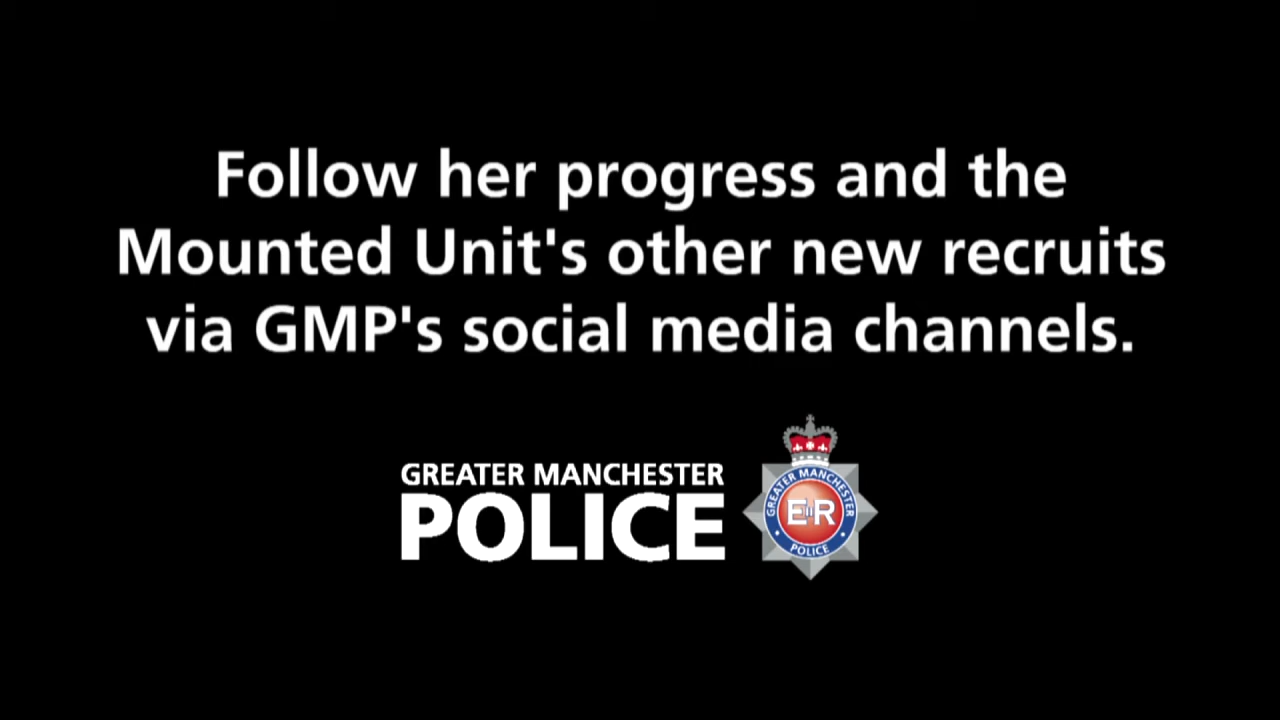 Follow her progress and the
Mounted Unit's other new recruits
via GMP's social media channels.
GREATER MANCHESTER
POLICE
GREATER MANCHESTER
EIIR
POLICE